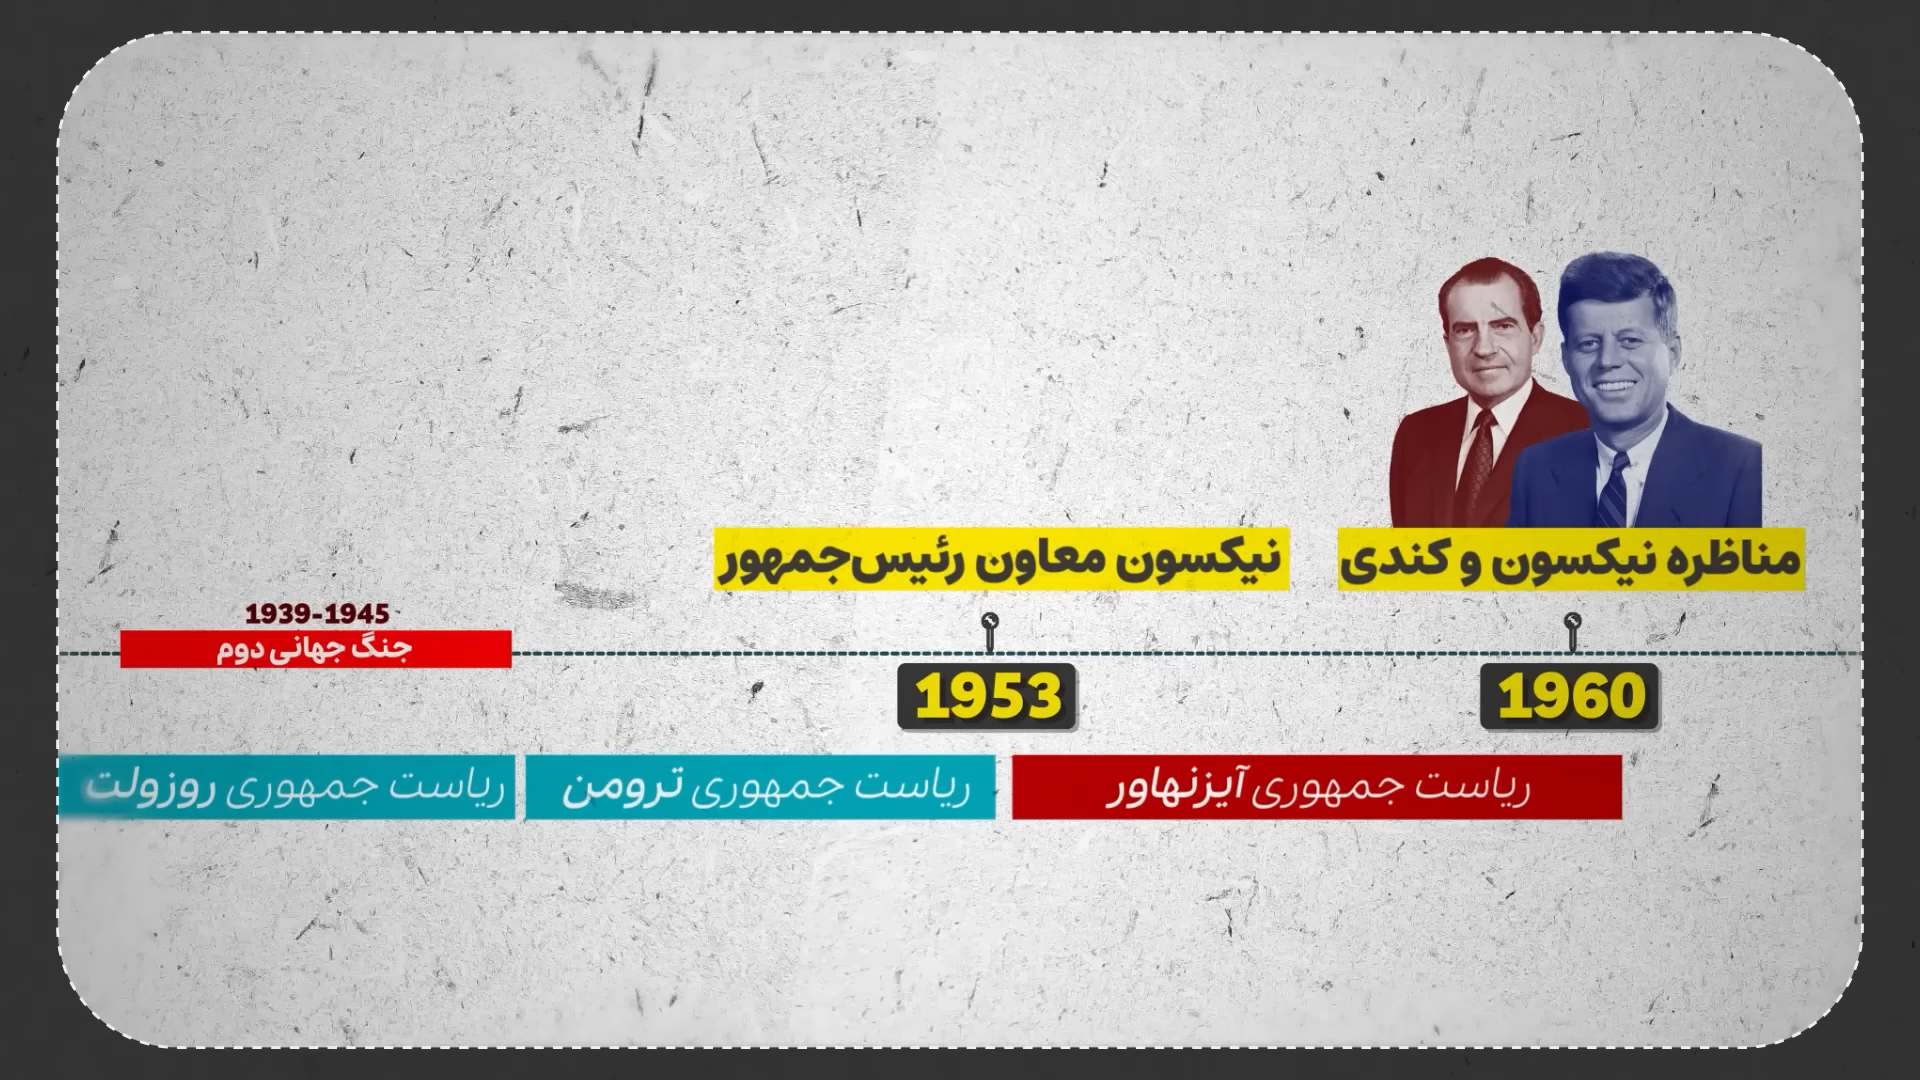 نیکسون معاون رئیس‌جمهور
مناظره نیکسون و کندی
1939-1945
جنگ جهانی دوم
1953
1960
ریاست جمهوری روزولت
ریاست جمهوری ترومن
ریاست جمهوری آیزنهاور